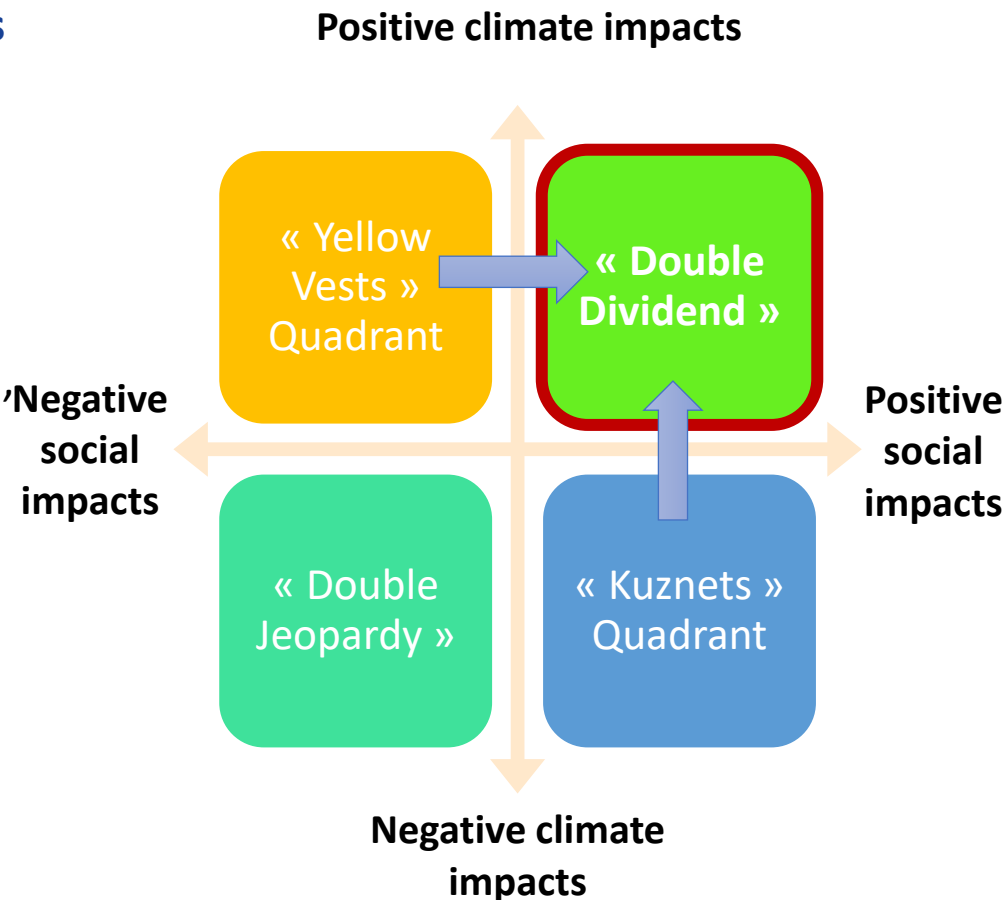 s
Positive climate impacts
« Yellow
Vests »
Quadrant
« Double
Dividend »
’Negative
social
impacts
Positive
social
impacts
« Double
Jeopardy »
« Kuznets »
Quadrant
Negative climate
impacts